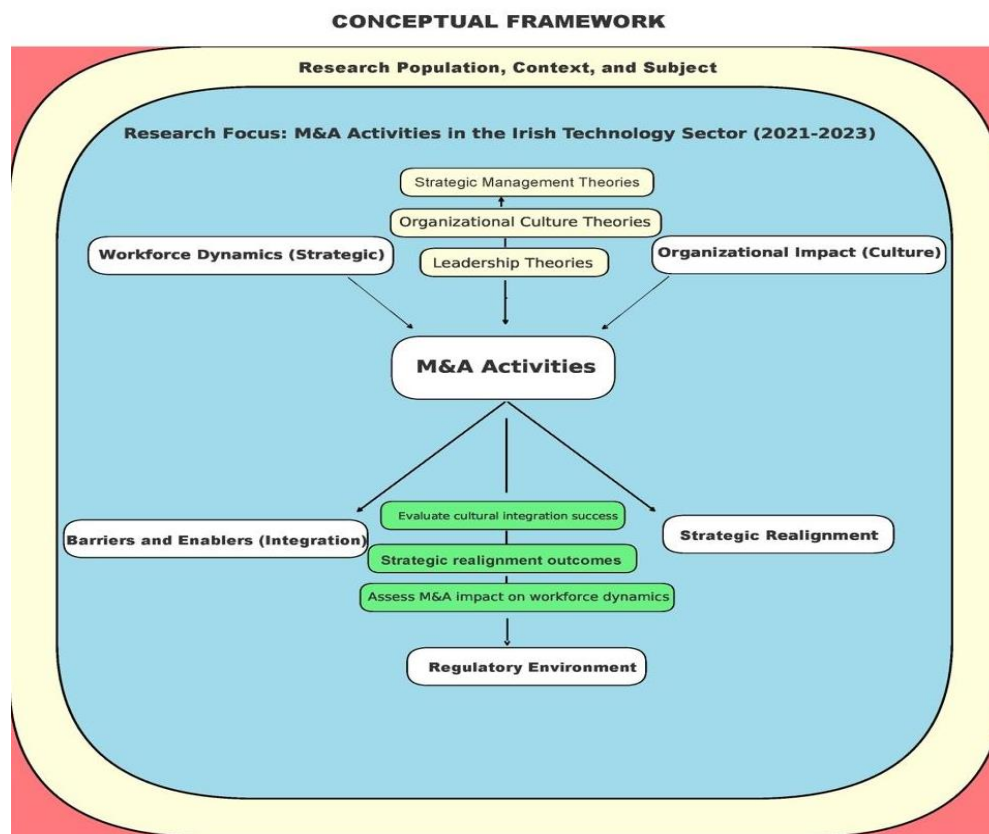 CONCEPTUAL FRAMEWORK
Research Population, Context, and Subject
Research Focus: M&A Activities in the Irish Technology Sector (2021-2023)
Strategic Management Theories
Organizational Culture Theories
Workforce Dynamics (Strategic)
Organizational Impact (Culture)
Leadership Theories
M&A Activities
Evaluate cultural integration success
Barriers and Enablers (Integration)
Strategic Realignment
Strategic realignment outcomes
Assess M&A impact on workforce dynamics
Regulatory Environment